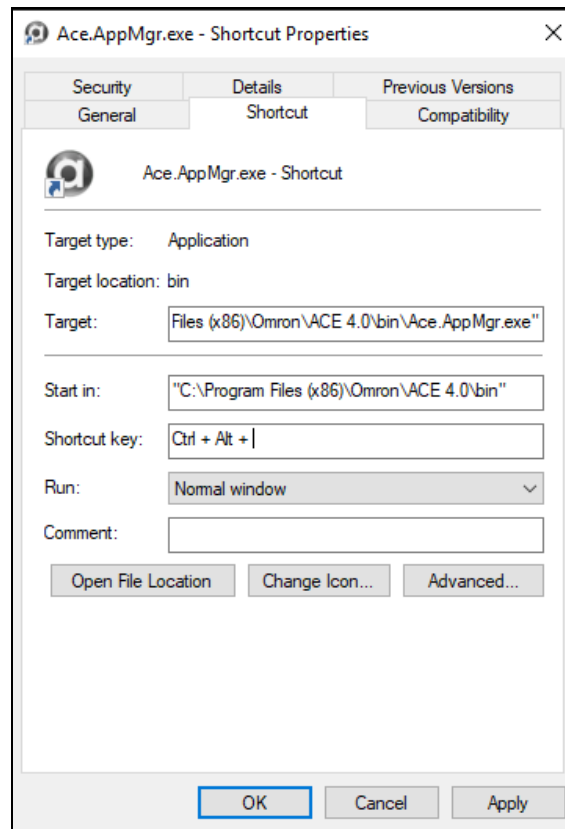 Ace.AppMgr.exe - Shortcut Properties
Security Details Previous Versions
General Shortcut Compatibility
Ace.AppMgr.exe - Shortcut
Target type: Application
Target location: bin
Target: Files (x86)\Omron\ACE 4.0\bin\Ace.AppMgr.exe"
Start in: "C:\Program Files (x86)\Omron\ACE 4.0\bin"
Shortcut key: Ctrl + Alt +
Run: Normal window
Comment:
Open File Location Change Icon... Advanced...
OK Cancel Apply